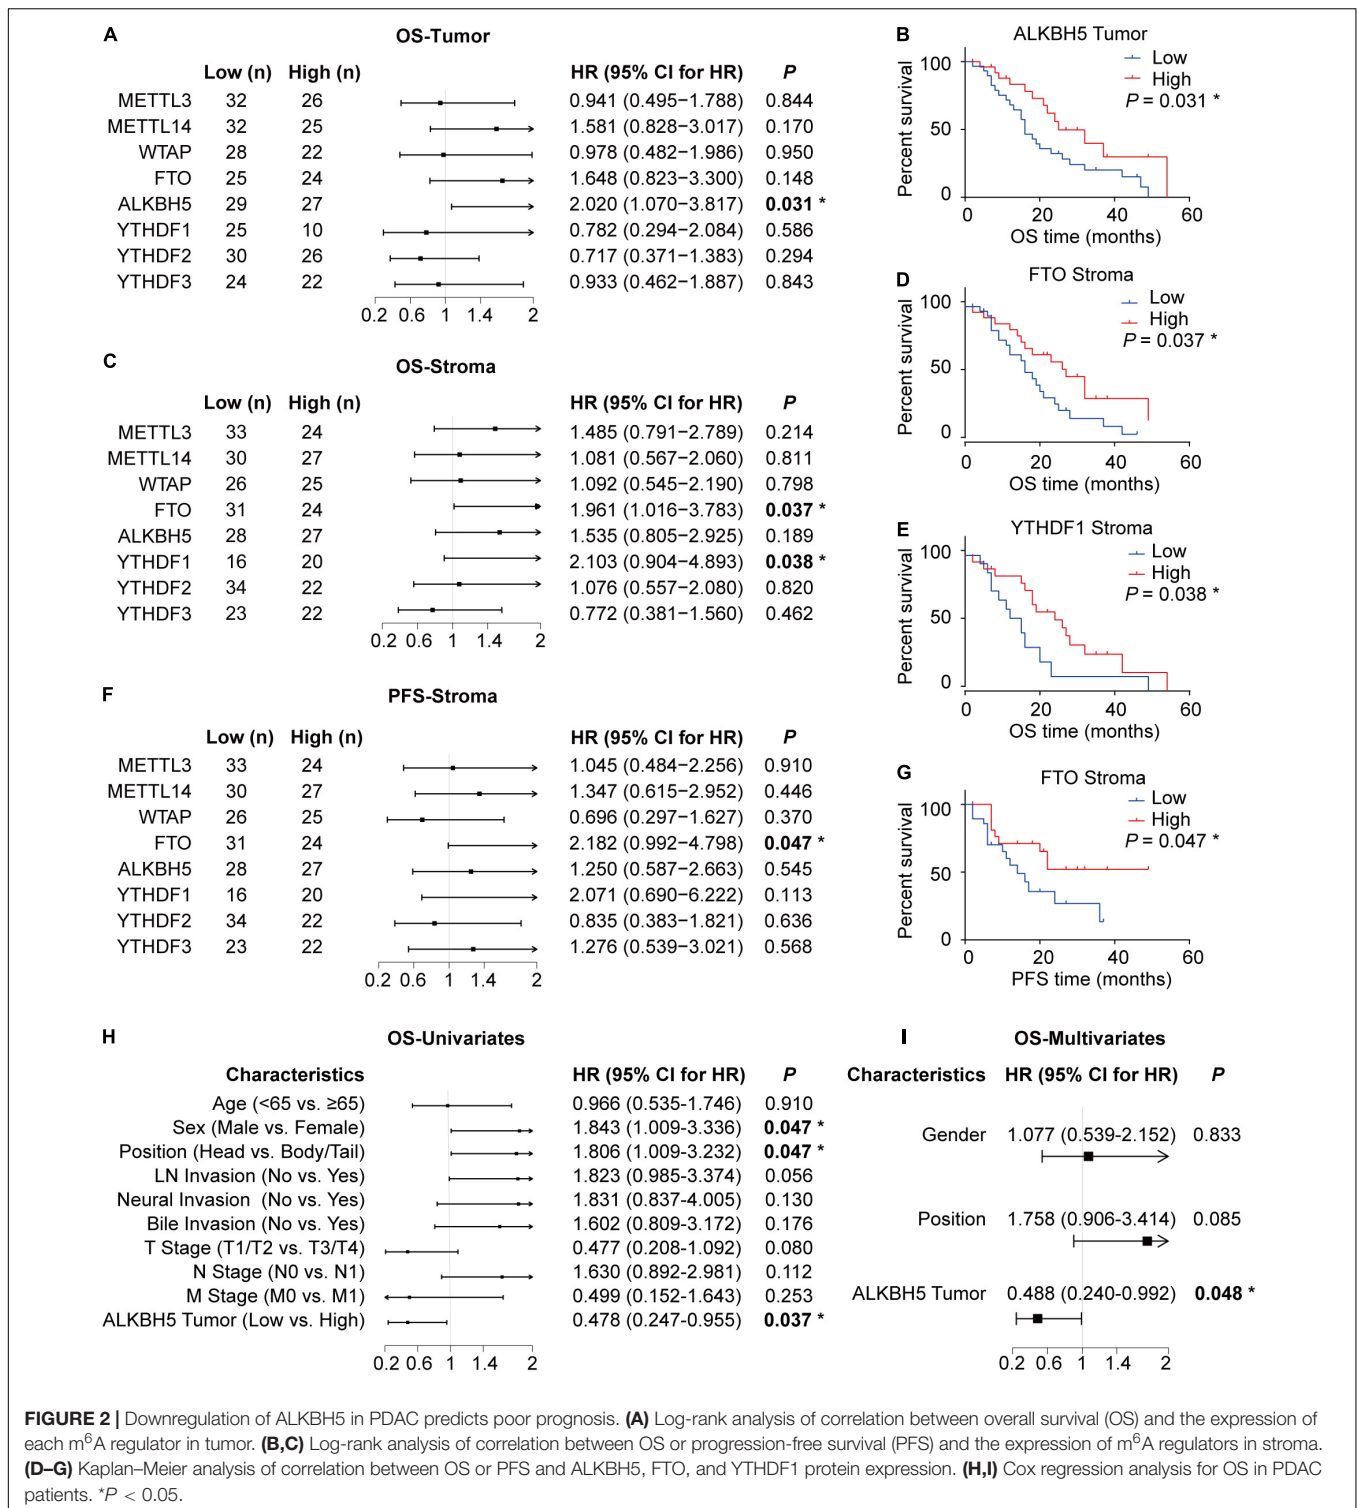 A
OS-Tumor
Low (n) High (n) HR (95% CI for HR) P
METTL3 32 26 0.941 (0.495–1.788) 0.844
METTL14 32 25 1.581 (0.828–3.017) 0.170
WTAP 28 22 0.978 (0.482–1.986) 0.950
FTO 25 24 1.648 (0.823–3.300) 0.148
ALKBH5 29 27 2.020 (1.070–3.817) 0.031 *
YTHDF1 25 10 0.782 (0.294–2.084) 0.586
YTHDF2 30 26 0.717 (0.371–1.383) 0.294
YTHDF3 24 22 0.933 (0.462–1.887) 0.843
0.2 0.6 1 1.4 2
B
ALKBH5 Tumor
Low
High
P = 0.031 *
Percent survival
100
50
0
0 20 40 60
OS time (months)
C
OS-Stroma
Low (n) High (n) HR (95% CI for HR) P
METTL3 33 24 1.485 (0.791–2.789) 0.214
METTL14 30 27 1.081 (0.567–2.060) 0.811
WTAP 26 25 1.092 (0.545–2.190) 0.798
FTO 31 24 1.961 (1.016–3.783) 0.037 *
ALKBH5 28 27 1.535 (0.805–2.925) 0.189
YTHDF1 16 20 2.103 (0.904–4.893) 0.038 *
YTHDF2 34 22 1.076 (0.557–2.080) 0.820
YTHDF3 23 22 0.772 (0.381–1.560) 0.462
0.2 0.6 1 1.4 2
D
FTO Stroma
Low
High
P = 0.037 *
Percent survival
100
50
0
0 20 40 60
OS time (months)
E
YTHDF1 Stroma
Low
High
P = 0.038 *
Percent survival
100
50
0
0 20 40 60
OS time (months)
F
PFS-Stroma
Low (n) High (n) HR (95% CI for HR) P
METTL3 33 24 1.045 (0.484–2.256) 0.910
METTL14 30 27 1.347 (0.615–2.952) 0.446
WTAP 26 25 0.696 (0.297–1.627) 0.370
FTO 31 24 2.182 (0.992–4.798) 0.047 *
ALKBH5 28 27 1.250 (0.587–2.663) 0.545
YTHDF1 16 20 2.071 (0.690–6.222) 0.113
YTHDF2 34 22 0.835 (0.383–1.821) 0.636
YTHDF3 23 22 1.276 (0.539–3.021) 0.568
0.2 0.6 1 1.4 2
G
FTO Stroma
Low
High
P = 0.047 *
Percent survival
100
50
0
0 20 40 60
PFS time (months)
H
OS-Univariates
Characteristics HR (95% CI for HR) P
Age (<65 vs. ≥65) 0.966 (0.535-1.746) 0.910
Sex (Male vs. Female) 1.843 (1.009-3.336) 0.047 *
Position (Head vs. Body/Tail) 1.806 (1.009-3.232) 0.047 *
LN Invasion (No vs. Yes) 1.823 (0.985-3.374) 0.056
Neural Invasion (No vs. Yes) 1.831 (0.837-4.005) 0.130
Bile Invasion (No vs. Yes) 1.602 (0.809-3.172) 0.176
T Stage (T1/T2 vs. T3/T4) 0.477 (0.208-1.092) 0.080
N Stage (N0 vs. N1) 1.630 (0.892-2.981) 0.112
M Stage (M0 vs. M1) 0.499 (0.152-1.643) 0.253
ALKBH5 Tumor (Low vs. High) 0.478 (0.247-0.955) 0.037 *
0.2 0.6 1 1.4 2
I
OS-Multivariates
Characteristics HR (95% CI for HR) P
Gender 1.077 (0.539-2.152) 0.833
Position 1.758 (0.906-3.414) 0.085
ALKBH5 Tumor 0.488 (0.240-0.992) 0.048 *
0.2 0.6 1 1.4 2
FIGURE 2 | Downregulation of ALKBH5 in PDAC predicts poor prognosis. (A) Log-rank analysis of correlation between overall survival (OS) and the expression of
each m⁶A regulator in tumor. (B,C) Log-rank analysis of correlation between OS or progression-free survival (PFS) and the expression of m⁶A regulators in stroma.
(D–G) Kaplan–Meier analysis of correlation between OS or PFS and ALKBH5, FTO, and YTHDF1 protein expression. (H,I) Cox regression analysis for OS in PDAC
patients. *P < 0.05.